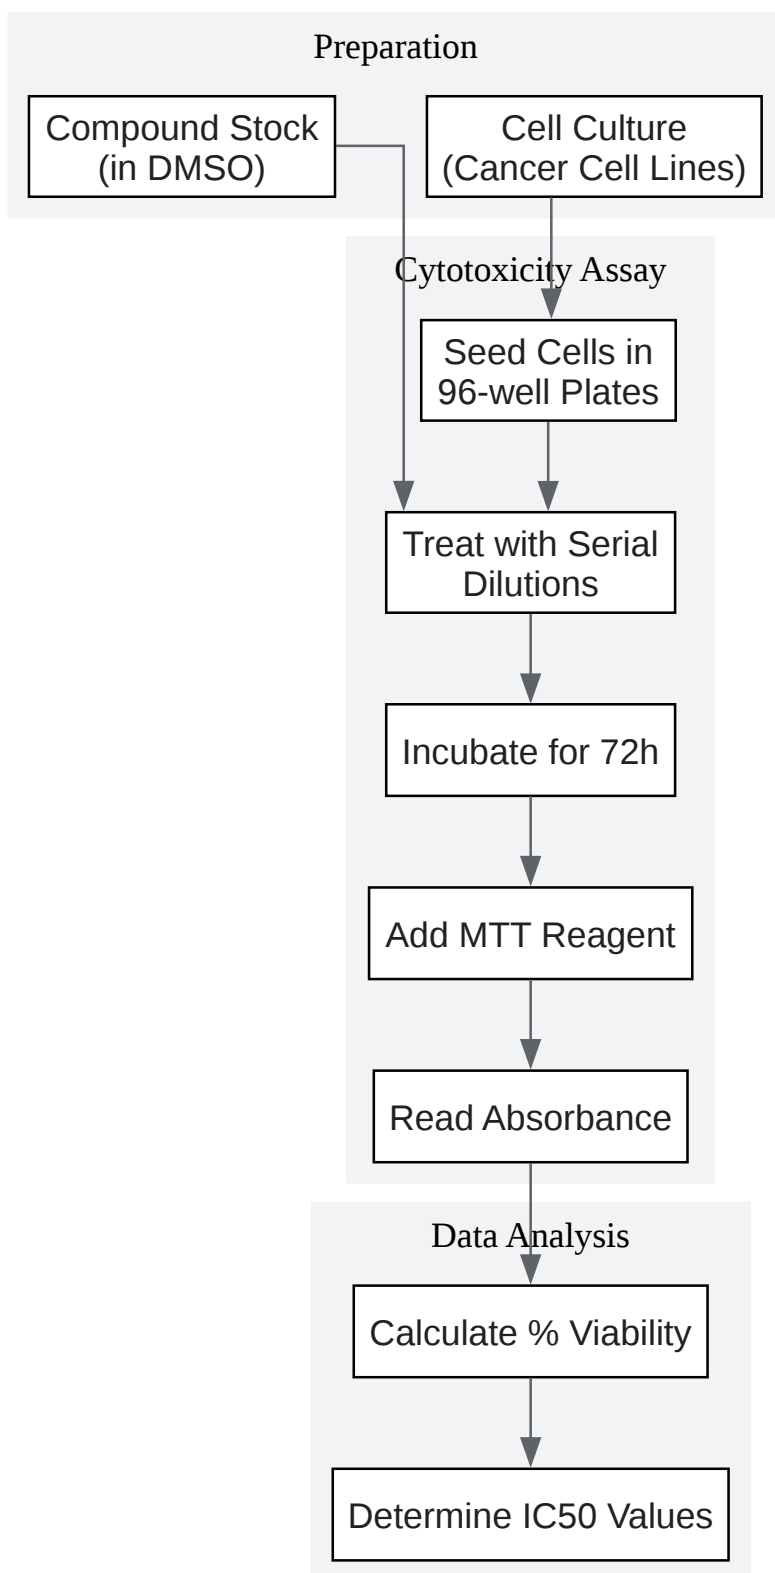 Preparation
Compound Stock
(in DMSO)
Cell Culture
(Cancer Cell Lines)
Cytotoxicity Assay
Seed Cells in
96-well Plates
Treat with Serial
Dilutions
Incubate for 72h
Add MTT Reagent
Read Absorbance
Data Analysis
Calculate % Viability
Determine IC50 Values